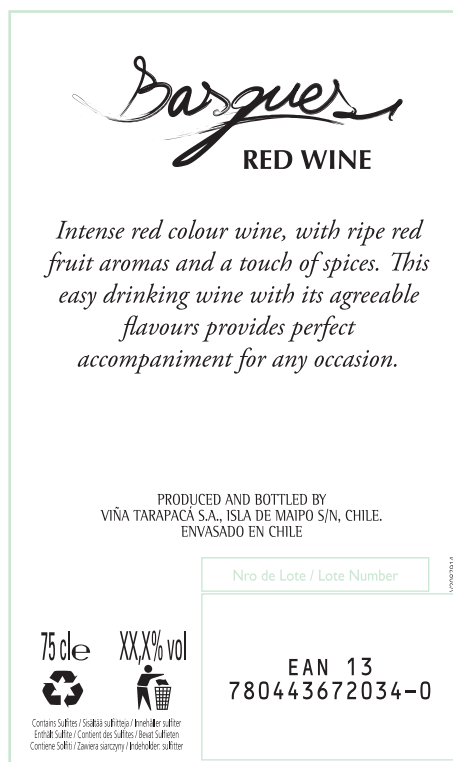 Basques
RED WINE
Intense red colour wine, with ripe red
fruit aromas and a touch of spices. This
easy drinking wine with its agreeable
flavours provides perfect
accompaniment for any occasion.
PRODUCED AND BOTTLED BY
VIÑA TARAPACÁ S.A., ISLA DE MAIPO S/N, CHILE.
ENVASADO EN CHILE
Nro de Lote / Lote Number
75 cl e XX,X% vol
EAN 13
780443672034-0
Contains Sulfites / Sisältää sulfiitteja / Innehåller sulfiter
Enthält Sulfite / Contient des Sulfites / Bevat Sulfieten
Contiene Solfiti / Zawiera siarczyny / Indeholder: sulfitter